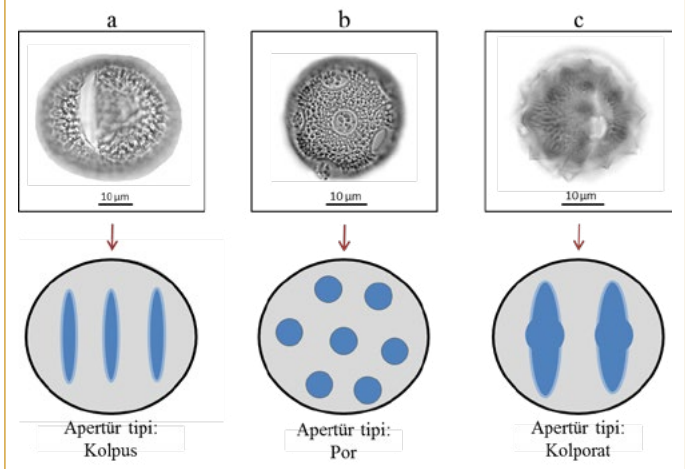 a b c
10 µm 10 µm 10 µm
Apertür tipi: Apertür tipi: Apertür tipi:
Kolpus Por Kolporat